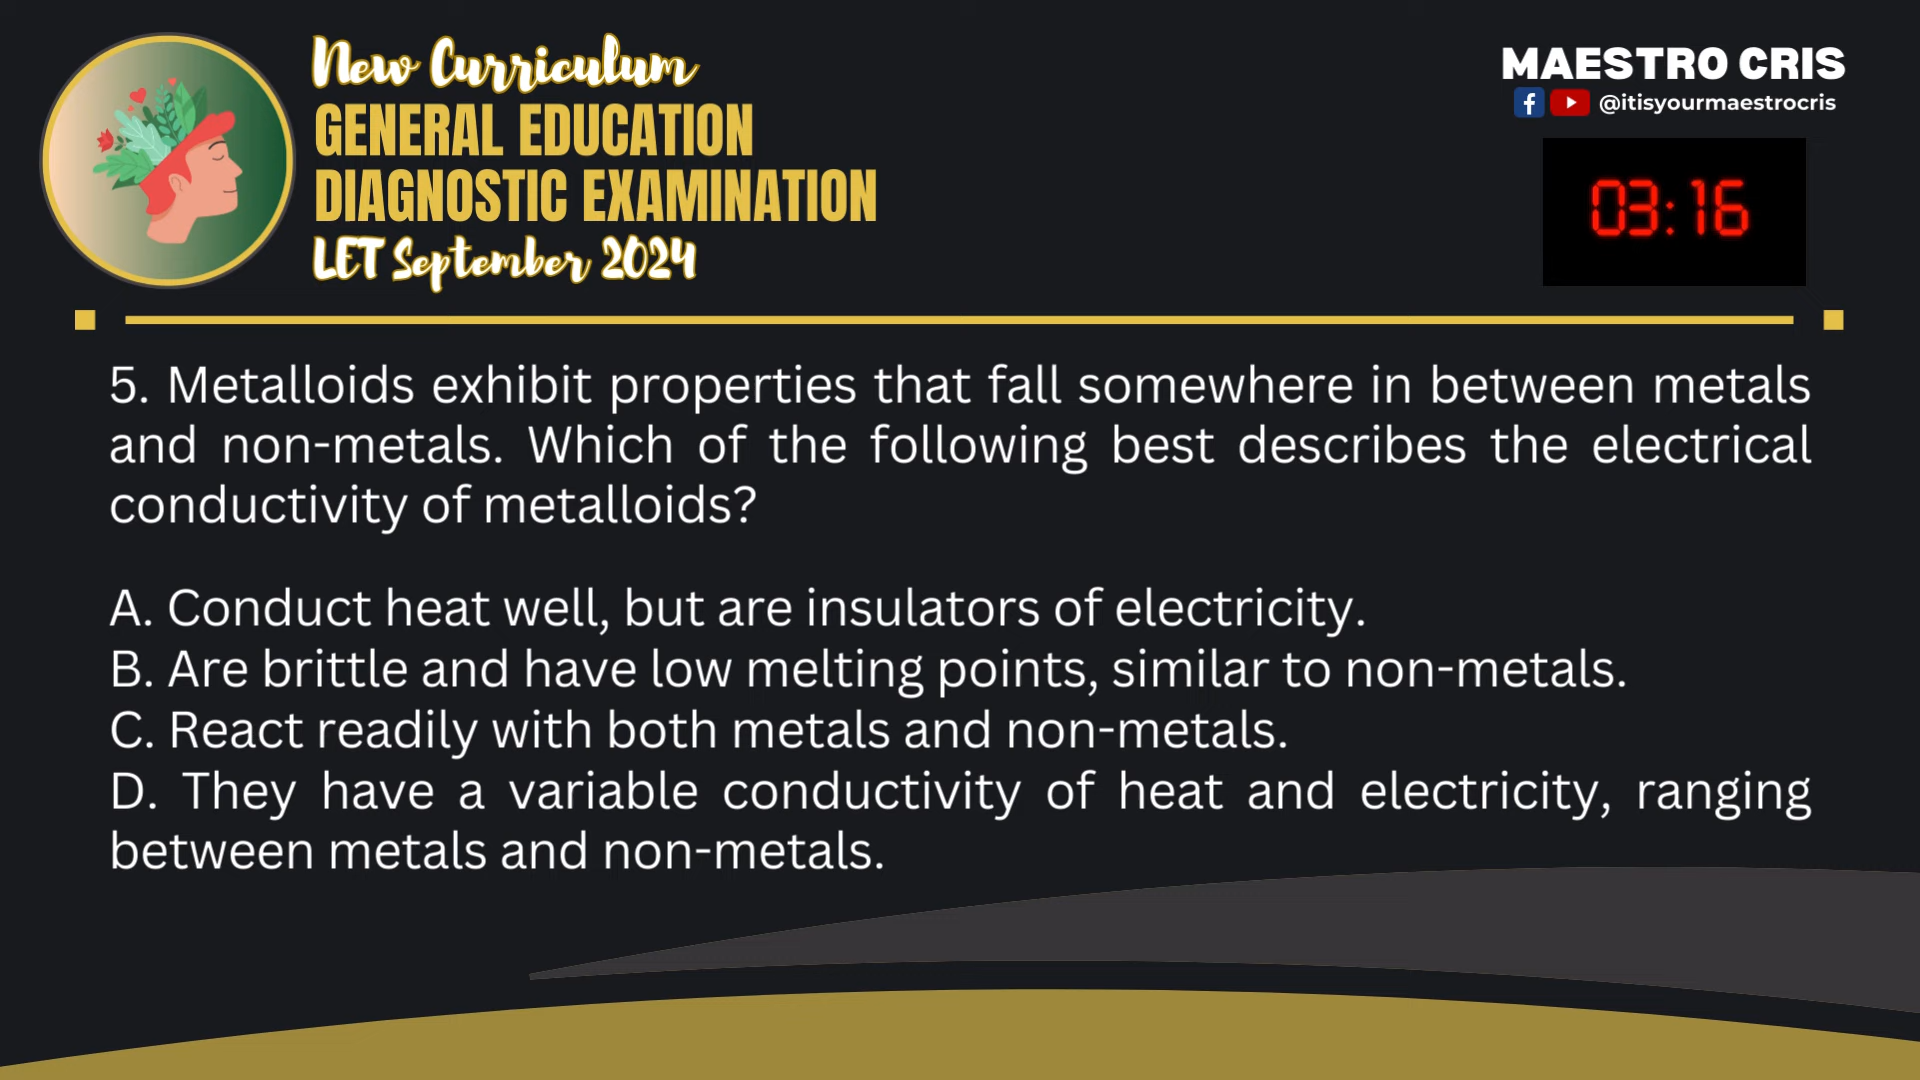 New Curriculum
GENERAL EDUCATION
DIAGNOSTIC EXAMINATION
LET September 2024
MAESTRO CRIS
@itisyourmaestrocris
03:16
5. Metalloids exhibit properties that fall somewhere in between metals
and non-metals. Which of the following best describes the electrical
conductivity of metalloids?
A. Conduct heat well, but are insulators of electricity.
B. Are brittle and have low melting points, similar to non-metals.
C. React readily with both metals and non-metals.
D. They have a variable conductivity of heat and electricity, ranging
between metals and non-metals.